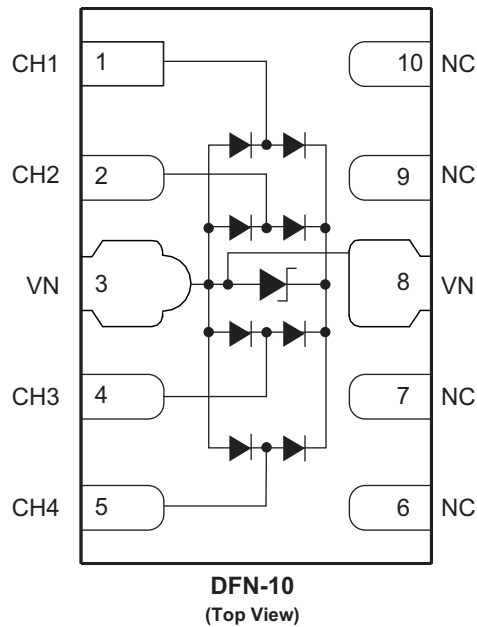 CH1 1 10 NC
CH2 2 9 NC
VN 3 8 VN
CH3 4 7 NC
CH4 5 6 NC
DFN-10
(Top View)